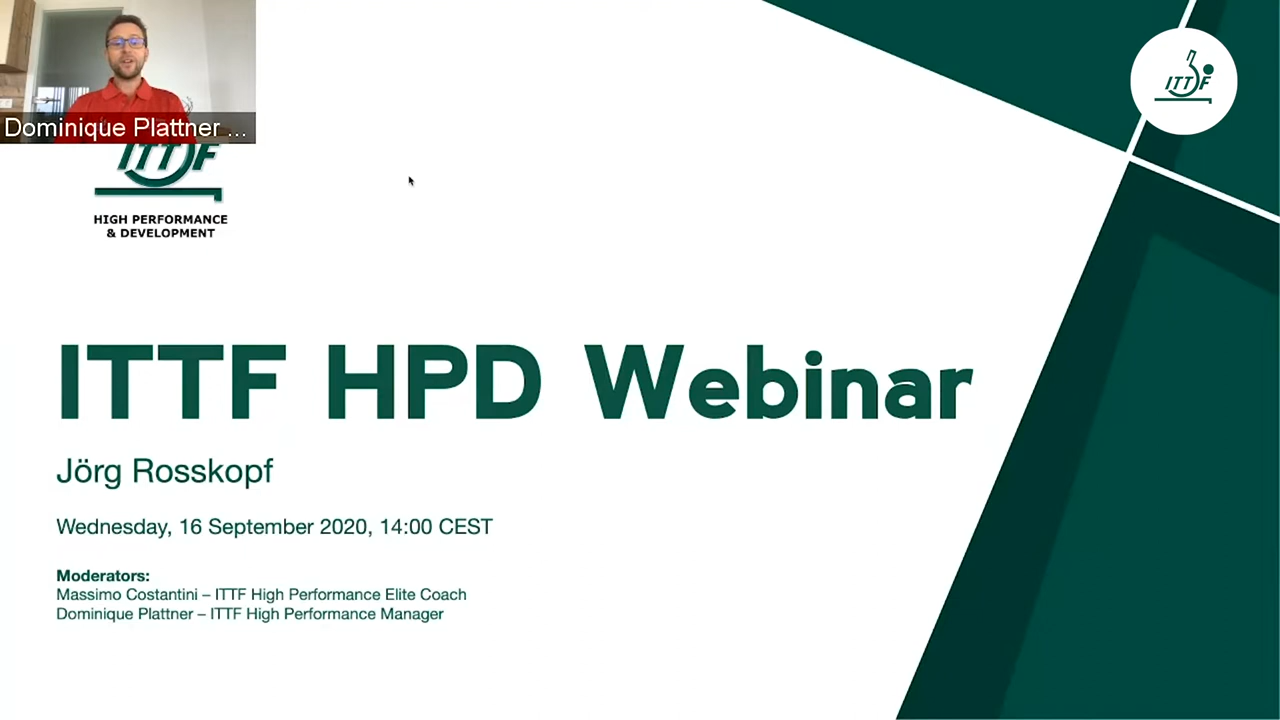 Dominique Plattner ...
ITTF
ITTF
HIGH PERFORMANCE
& DEVELOPMENT
ITTF HPD Webinar
Jörg Rosskopf
Wednesday, 16 September 2020, 14:00 CEST
Moderators:
Massimo Costantini – ITTF High Performance Elite Coach
Dominique Plattner – ITTF High Performance Manager